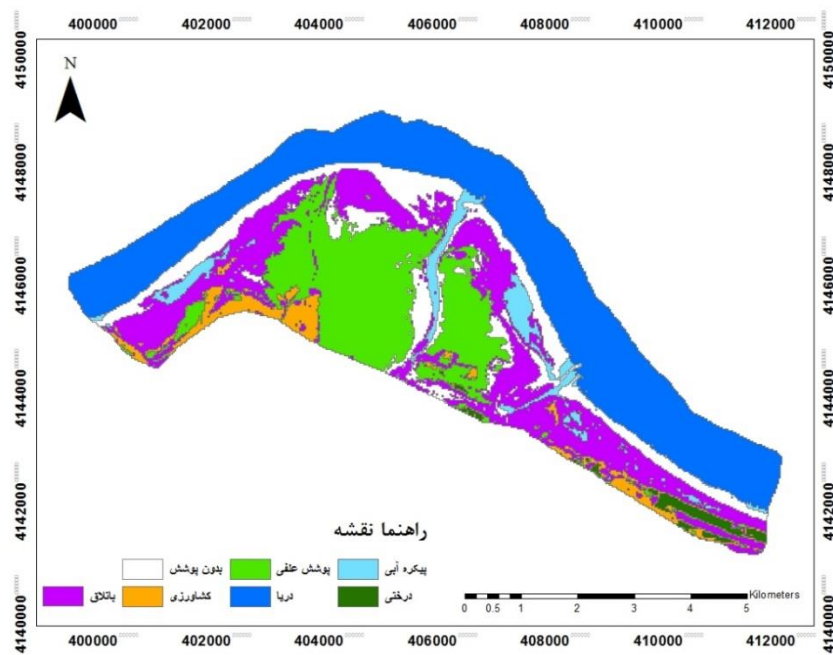 400000 402000 404000 406000 408000 410000 412000
4150000 4150000
N
4148000 4148000
4146000 4146000
4144000 4144000
4142000 4142000
راهنما نقشه
پیکره آبی پوشش علفی بدون پوشش
درختی دریا کشاورزی باتلاق
Kilometers
0 0.5 1 2 3 4 5
4140000 4140000
400000 402000 404000 406000 408000 410000 412000